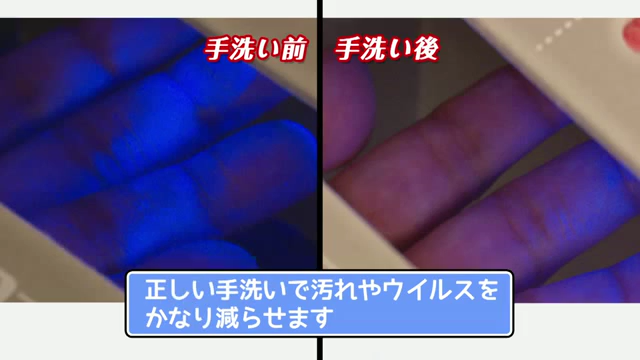 手洗い前
手洗い後
正しい手洗いで汚れやウイルスを
かなり減らせます